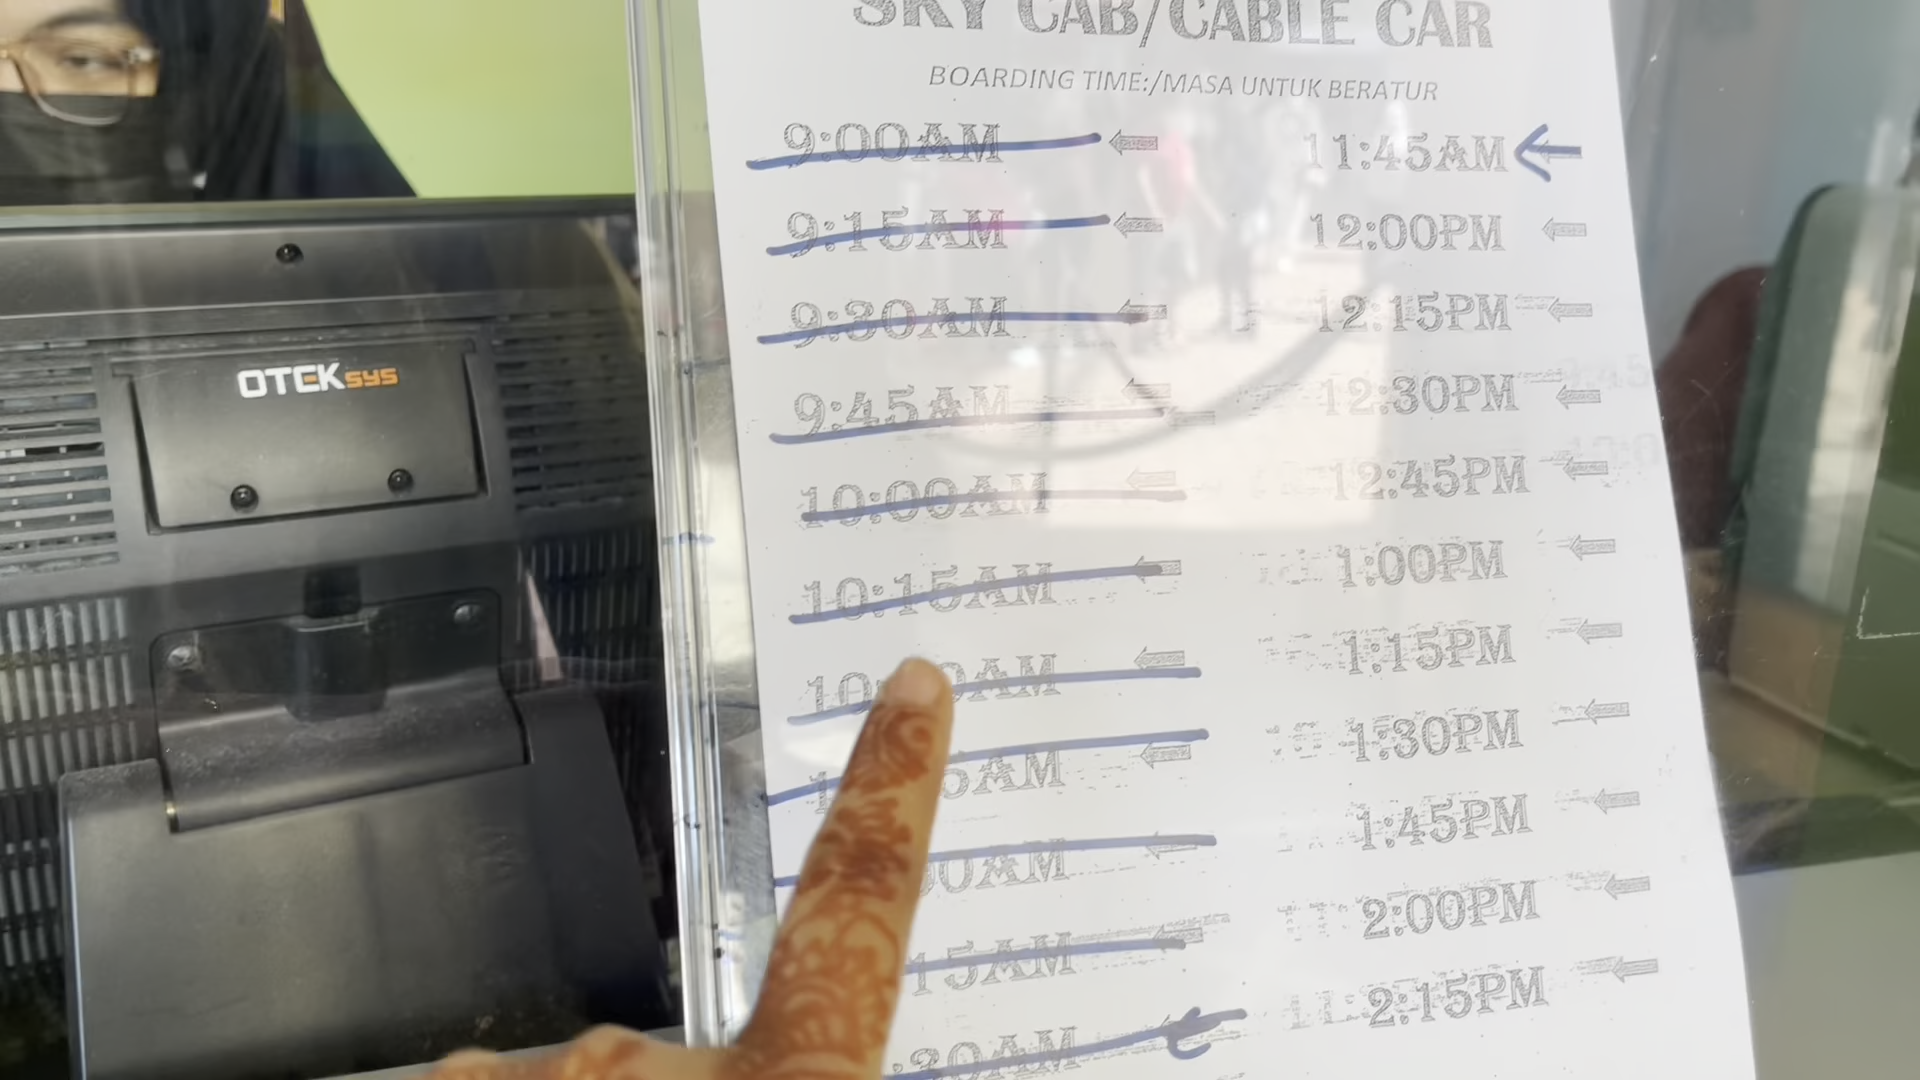 SKY CAB/CABLE CAR
BOARDING TIME:/MASA UNTUK BERATUR
9:00AM
9:15AM
9:30AM
9:45AM
10:00AM
10:15AM
11:45AM
12:00PM
12:15PM
12:30PM
12:45PM
1:00PM
1:15PM
1:30PM
1:45PM
2:00PM
2:15PM
OTEKsys